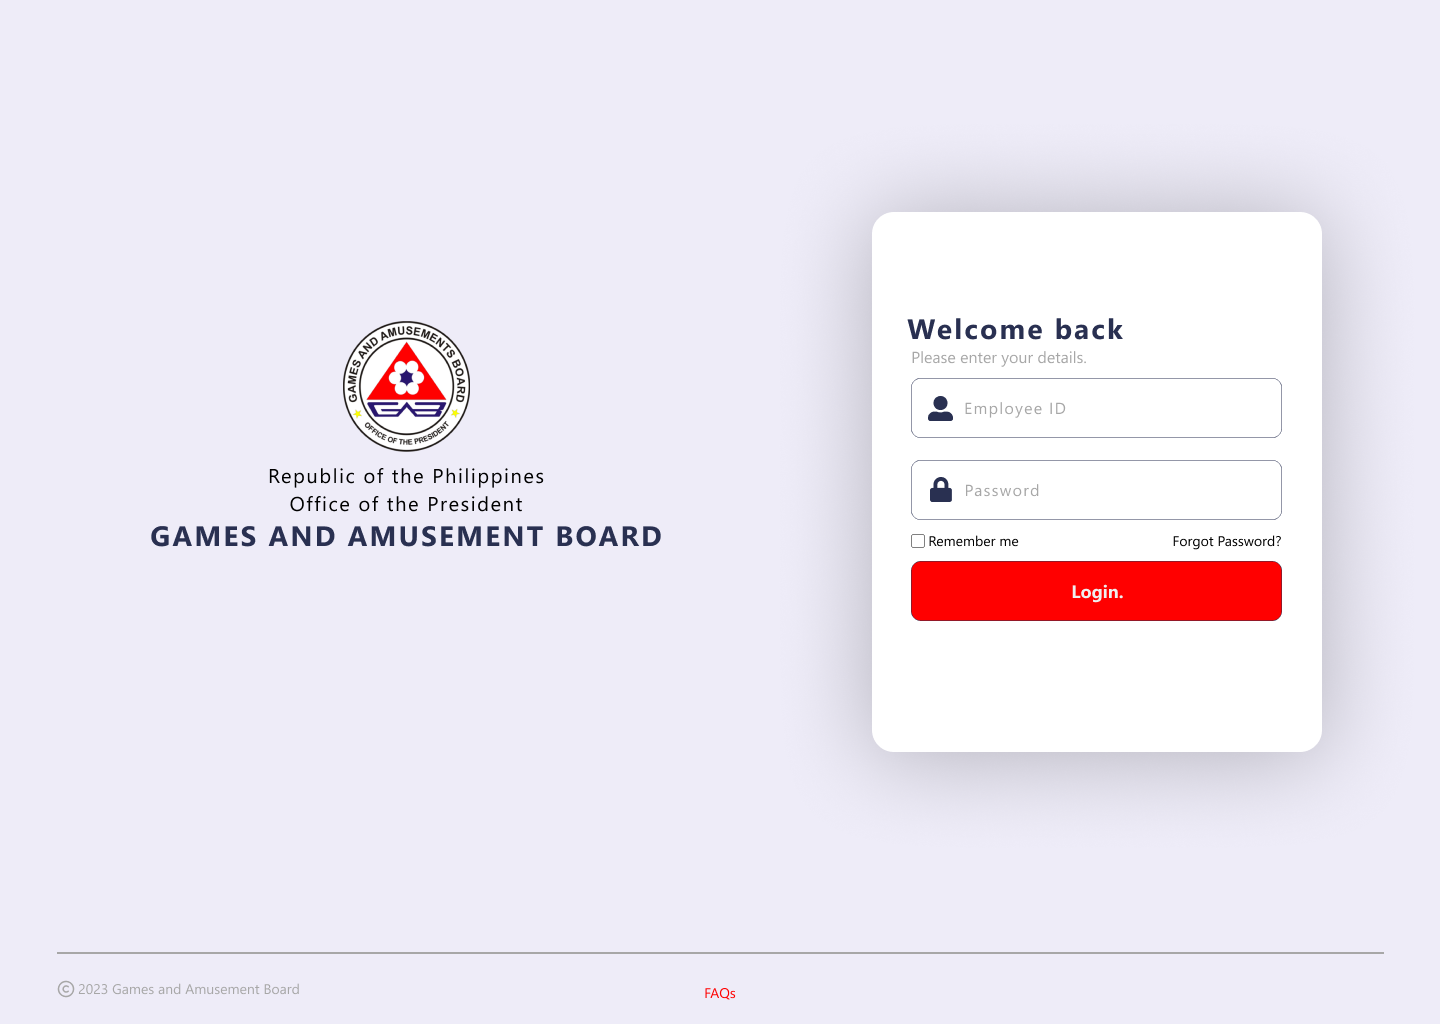 GAMES AND AMUSEMENTS BOARD
OFFICE OF THE PRESIDENT
Republic of the Philippines
Office of the President
GAMES AND AMUSEMENT BOARD
Welcome back
Please enter your details.
Employee ID
Password
Remember me
Forgot Password?
Login.
© 2023 Games and Amusement Board
FAQs